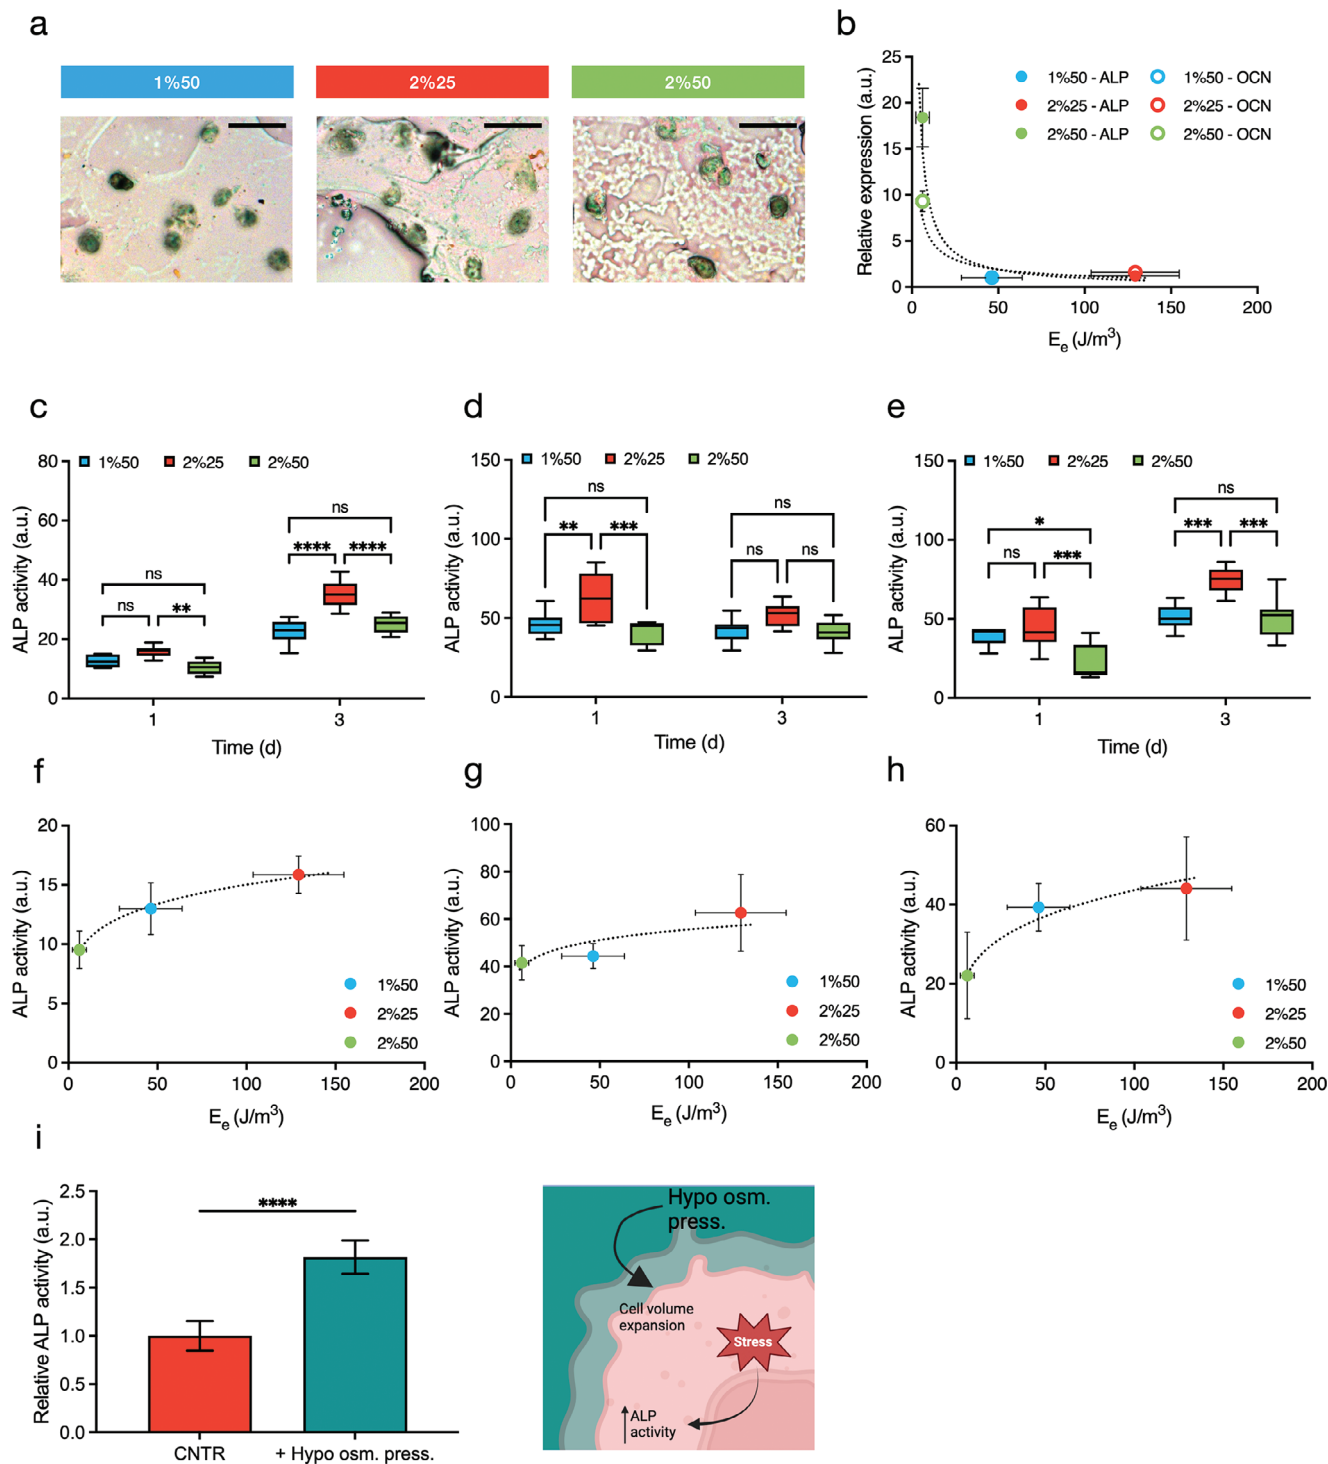 a
1%50
2%25
2%50
b
Relative expression (a.u.)
25
20
15
10
5
0
0
50
100
150
200
E_e (J/m³)
1%50 - ALP
1%50 - OCN
2%25 - ALP
2%25 - OCN
2%50 - ALP
2%50 - OCN
c
ALP activity (a.u.)
80
60
40
20
0
1%50
2%25
2%50
ns
ns
**
ns
****
****
1
3
Time (d)
d
ALP activity (a.u.)
150
100
50
0
1%50
2%25
2%50
ns
**
***
ns
ns
ns
1
3
Time (d)
e
ALP activity (a.u.)
150
100
50
0
1%50
2%25
2%50
*
ns
***
ns
***
***
1
3
Time (d)
f
ALP activity (a.u.)
20
15
10
5
0
1%50
2%25
2%50
0
50
100
150
200
E_e (J/m³)
g
ALP activity (a.u.)
100
80
60
40
20
0
1%50
2%25
2%50
0
50
100
150
200
E_e (J/m³)
h
ALP activity (a.u.)
60
40
20
0
1%50
2%25
2%50
0
50
100
150
200
E_e (J/m³)
i
Relative ALP activity (a.u.)
2.5
2.0
1.5
1.0
0.5
0.0
****
CNTR
+ Hypo osm. press.
Hypo osm.
press.
Cell volume
expansion
Stress
ALP
activity